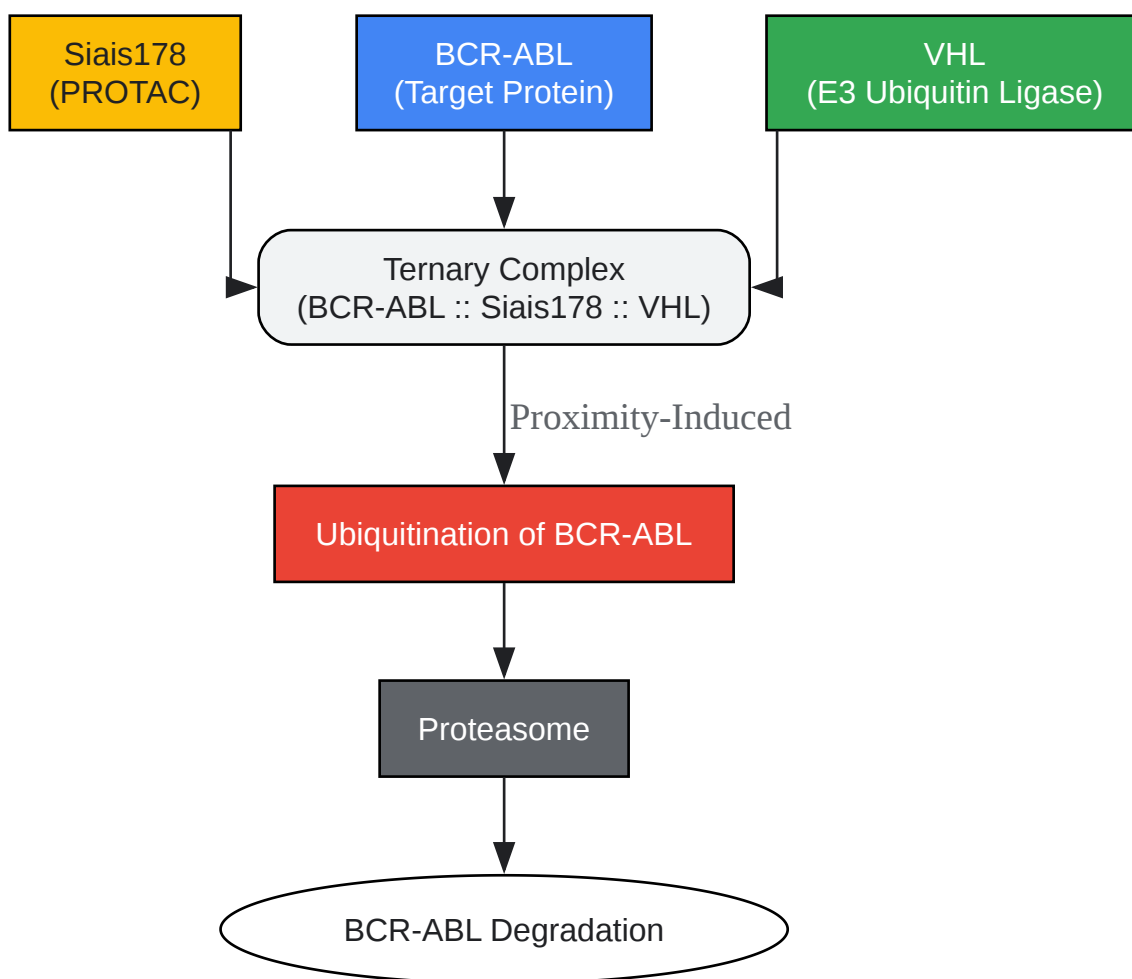 Siais178
(PROTAC)
BCR-ABL
(Target Protein)
VHL
(E3 Ubiquitin Ligase)
Ternary Complex
(BCR-ABL :: Siais178 :: VHL)
Proximity-Induced
Ubiquitination of BCR-ABL
Proteasome
BCR-ABL Degradation